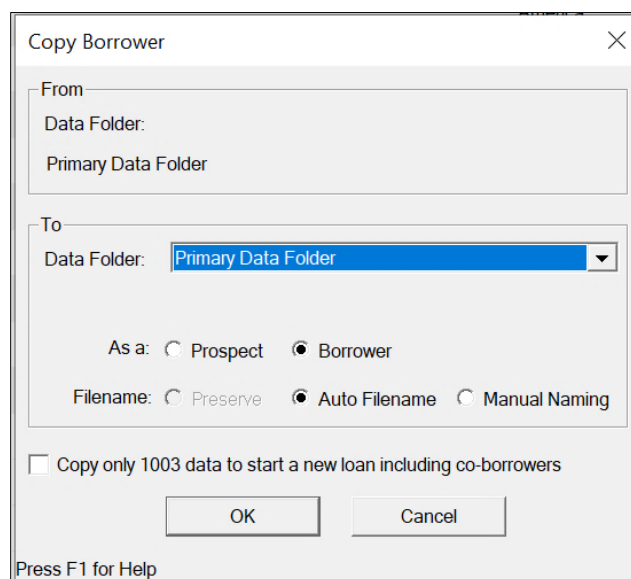 Copy Borrower
From
Data Folder:
Primary Data Folder
To
Data Folder: Primary Data Folder
As a: Prospect Borrower
Filename: Preserve Auto Filename Manual Naming
Copy only 1003 data to start a new loan including co-borrowers
OK Cancel
Press F1 for Help